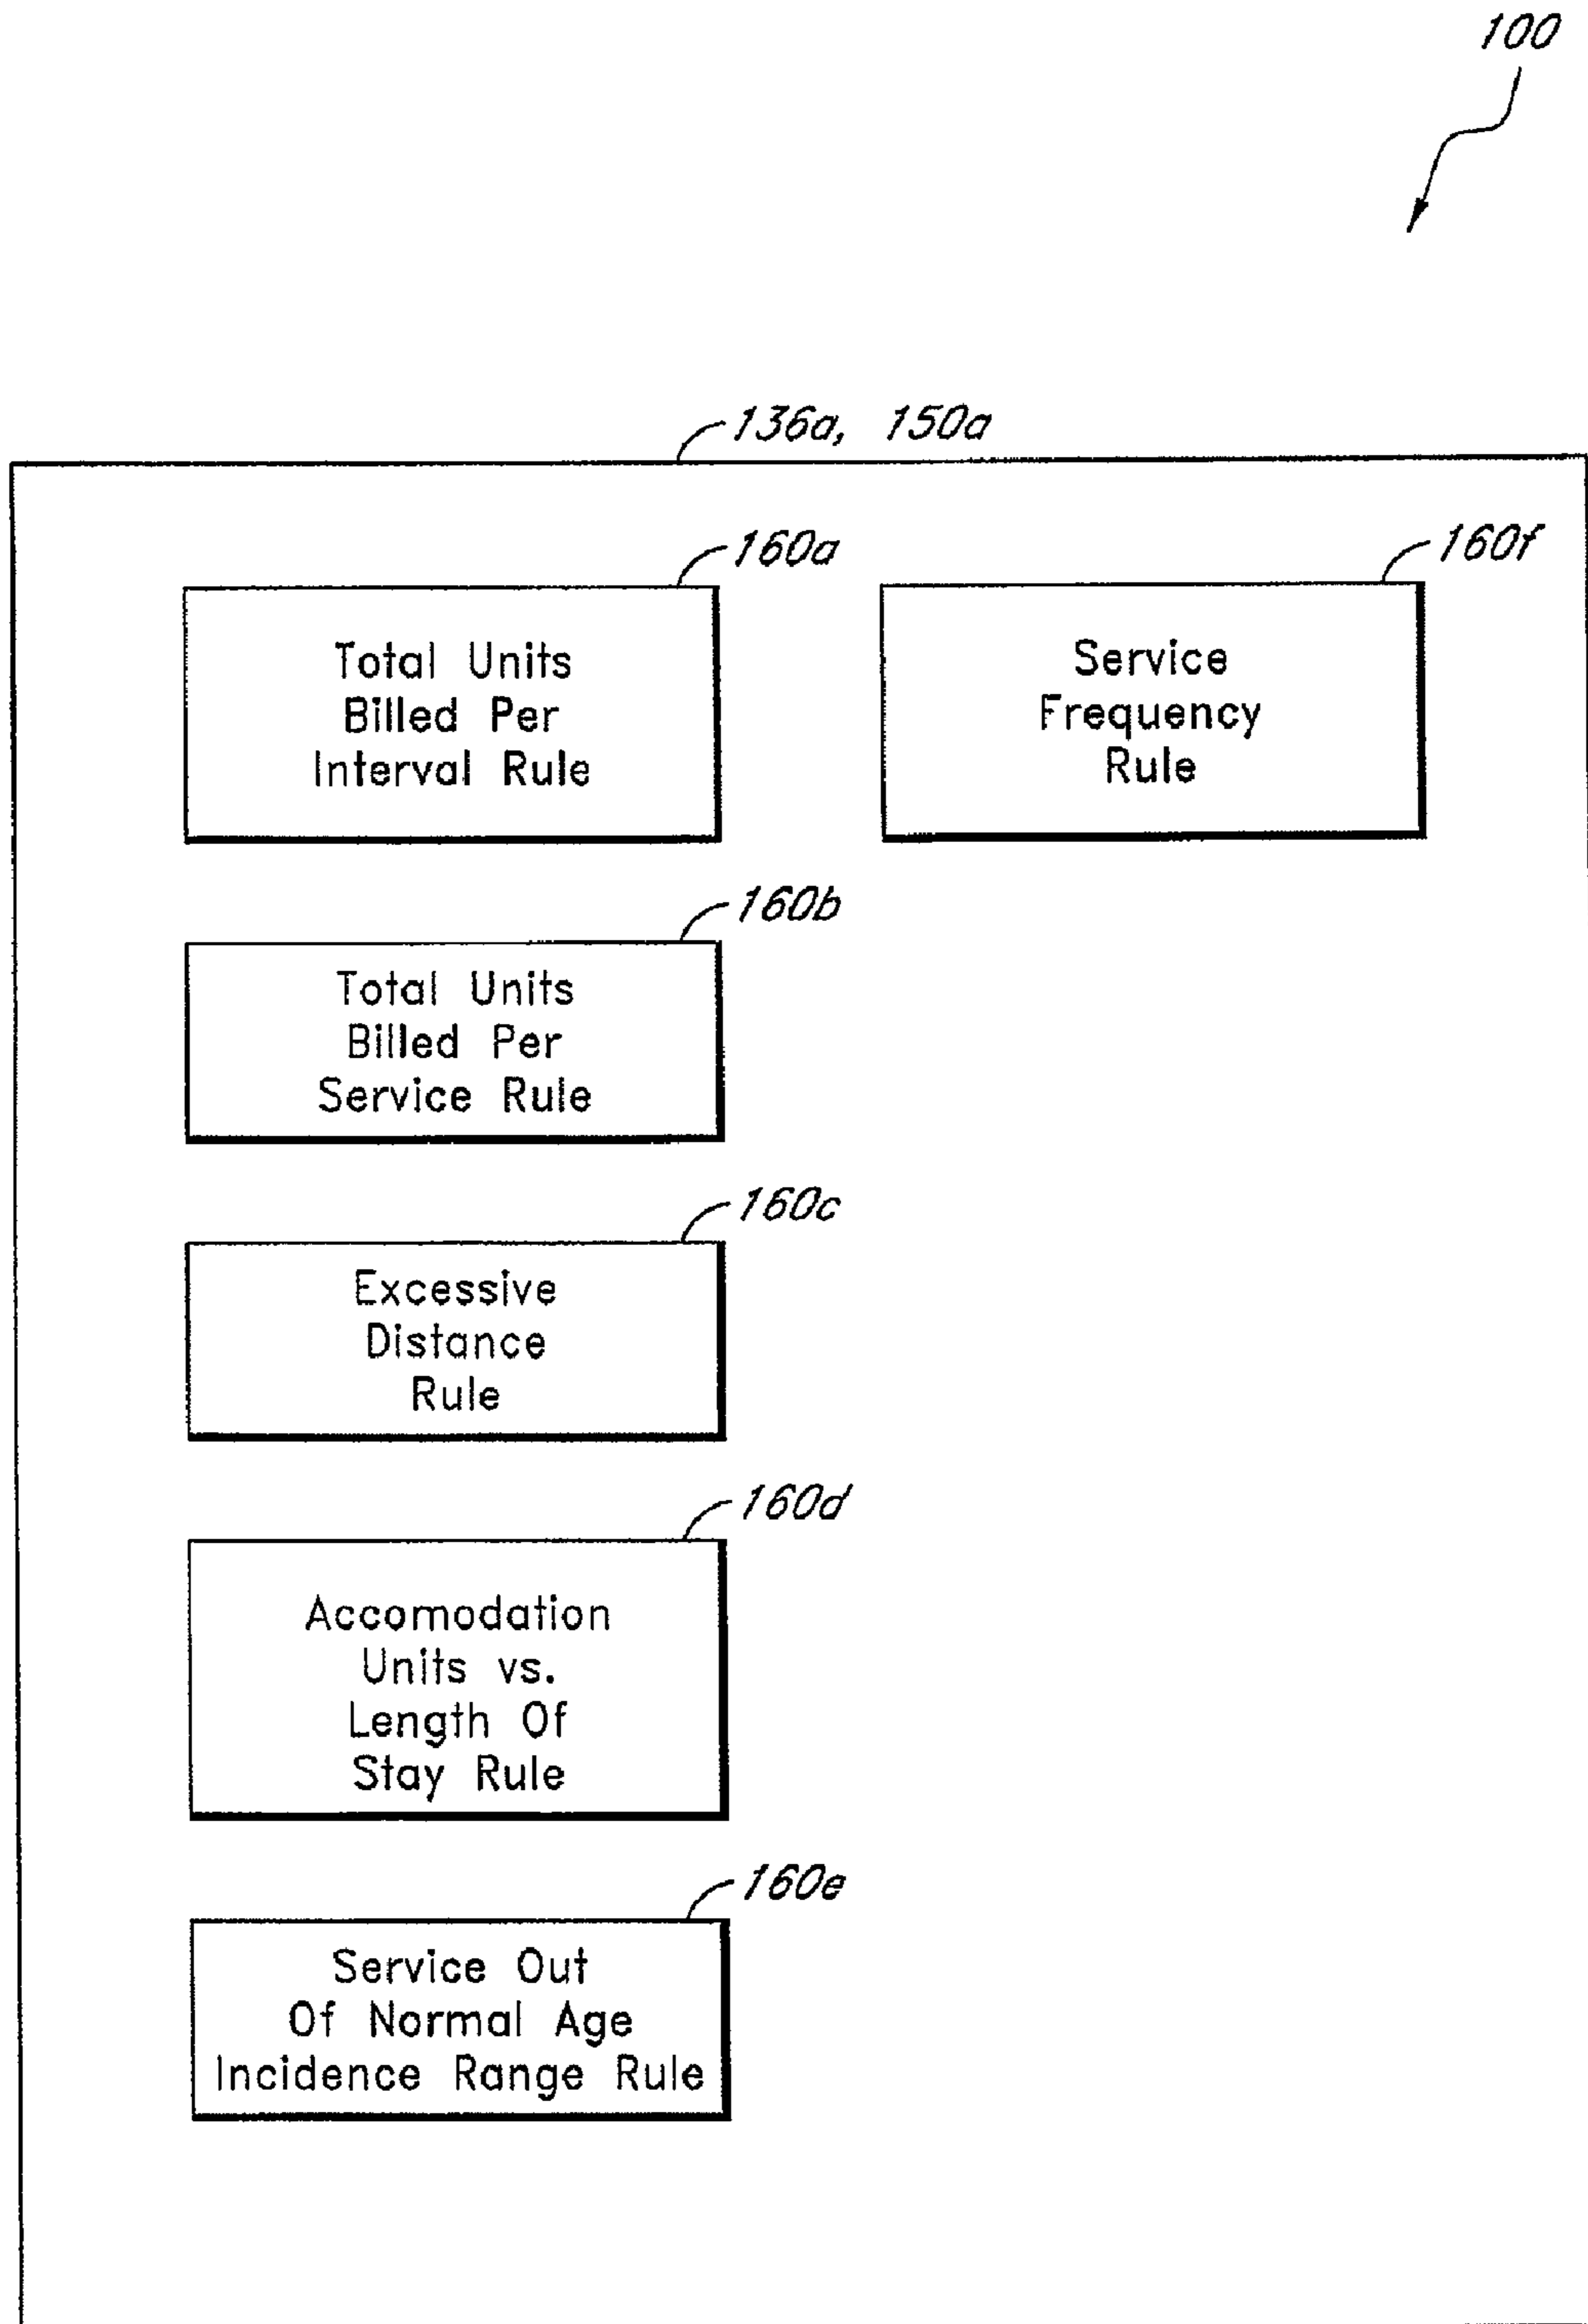 100
136a, 150a
160a
Total Units
Billed Per
Interval Rule
160f
Service
Frequency
Rule
160b
Total Units
Billed Per
Service Rule
160c
Excessive
Distance
Rule
160d
Accomodation
Units vs.
Length Of
Stay Rule
160e
Service Out
Of Normal Age
Incidence Range Rule